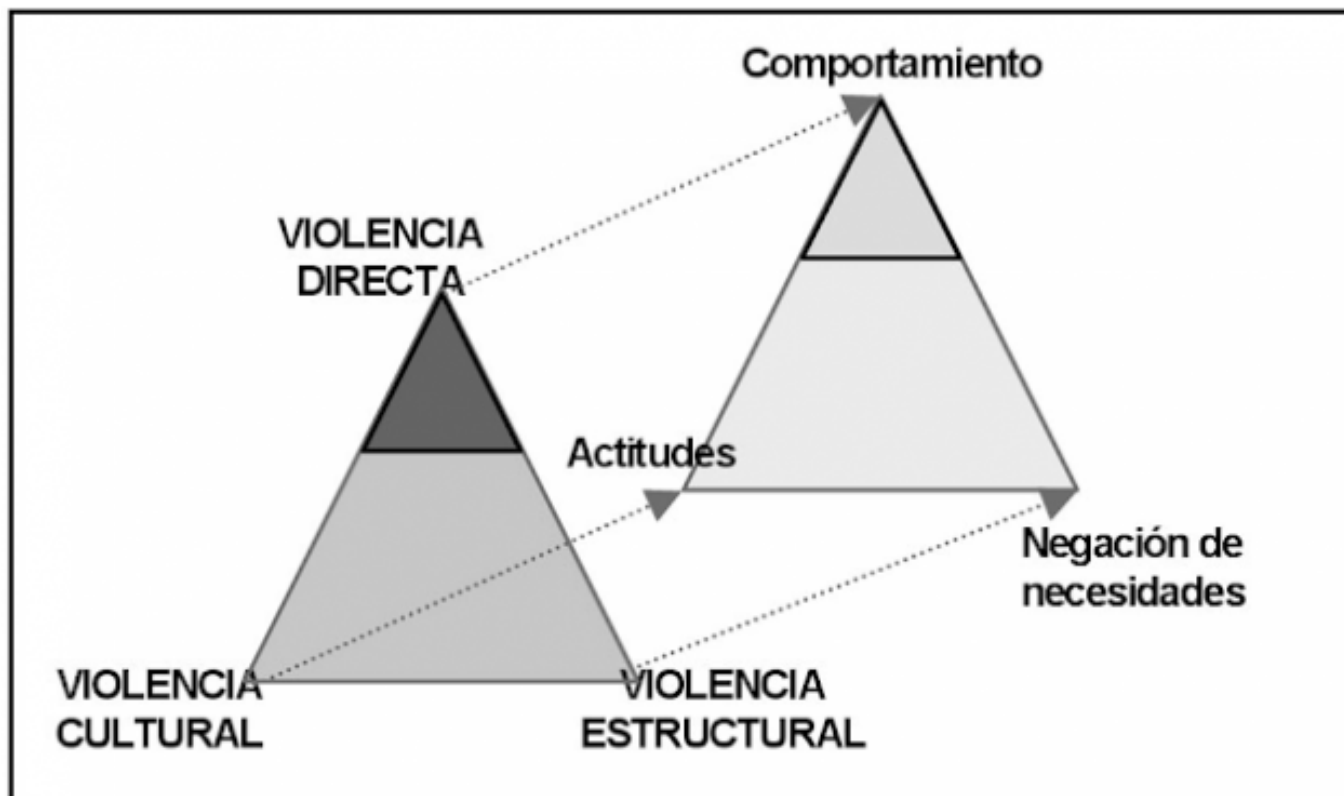 Comportamiento
VIOLENCIA
DIRECTA
Actitudes
Negación de
necesidades
VIOLENCIA
CULTURAL
VIOLENCIA
ESTRUCTURAL